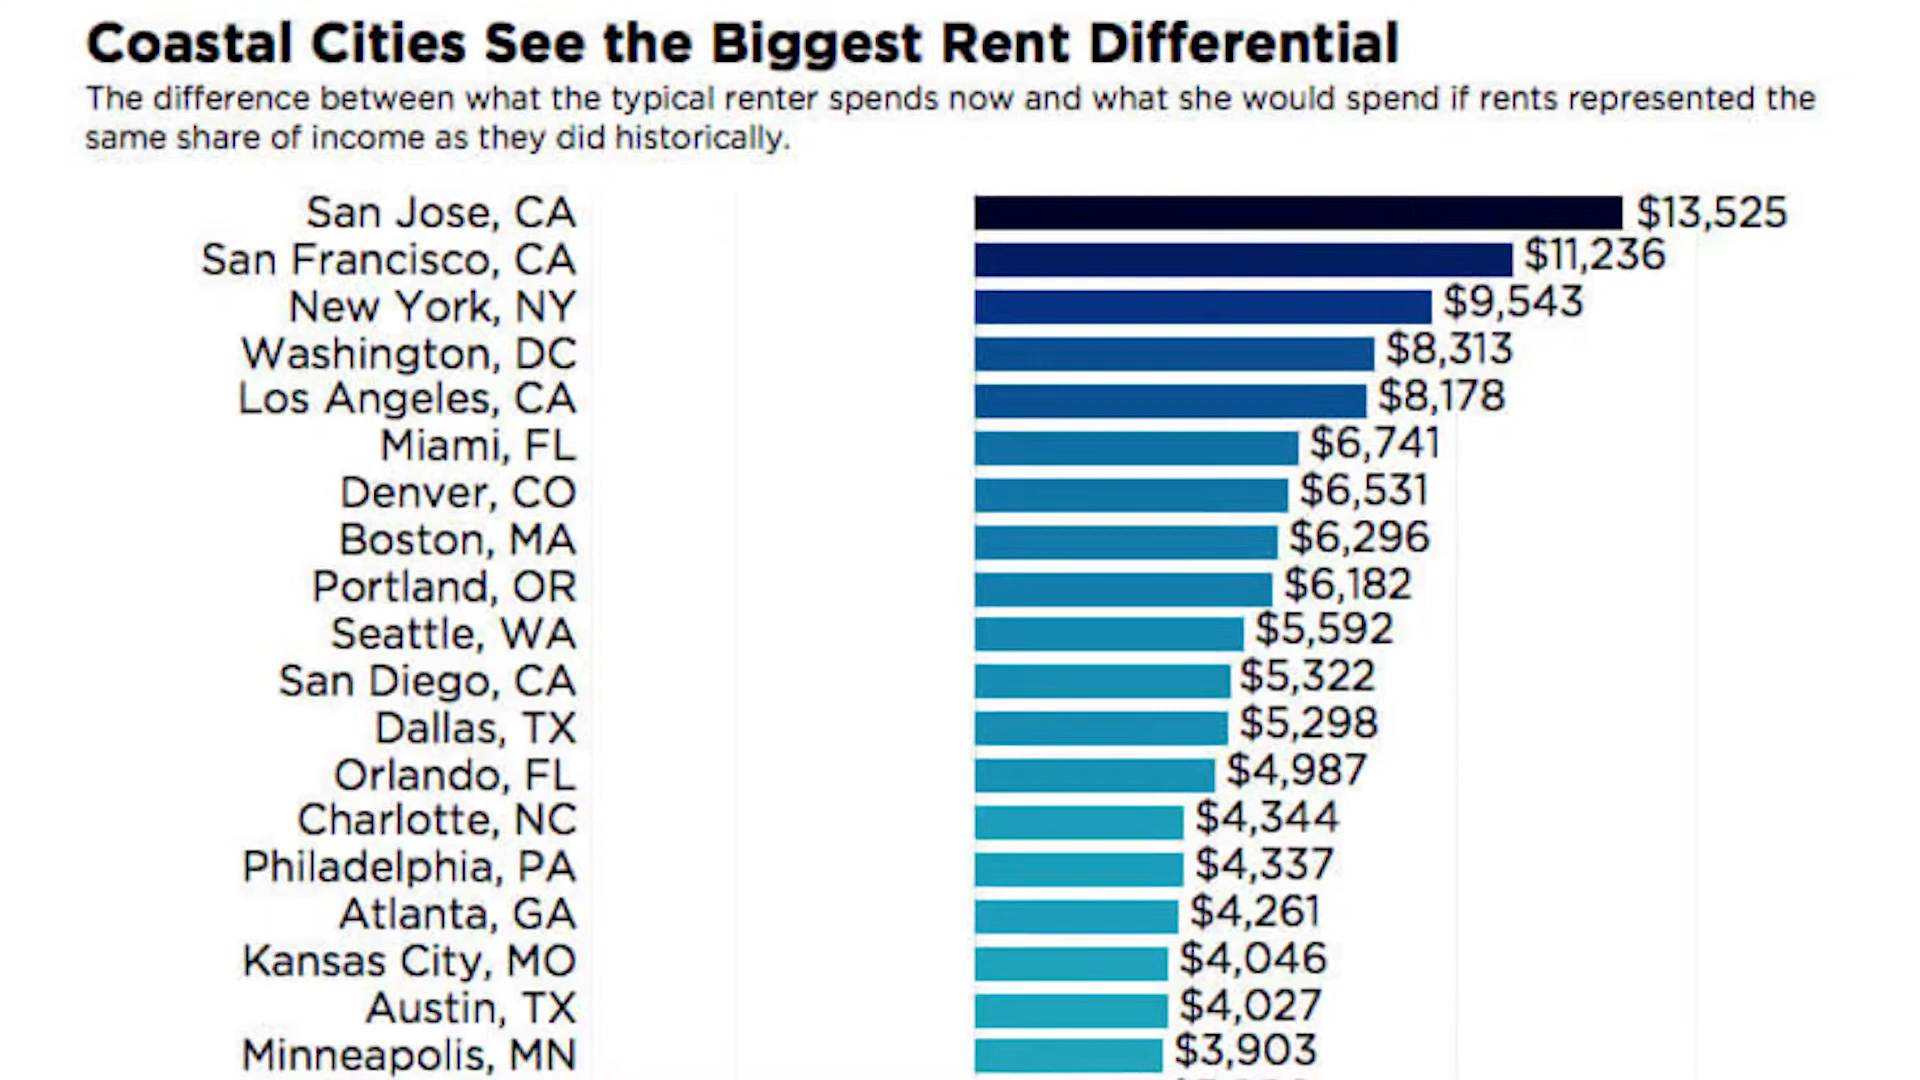 Coastal Cities See the Biggest Rent Differential
The difference between what the typical renter spends now and what she would spend if rents represented the
same share of income as they did historically.
San Jose, CA $13,525
San Francisco, CA $11,236
New York, NY $9,543
Washington, DC $8,313
Los Angeles, CA $8,178
Miami, FL $6,741
Denver, CO $6,531
Boston, MA $6,296
Portland, OR $6,182
Seattle, WA $5,592
San Diego, CA $5,322
Dallas, TX $5,298
Orlando, FL $4,987
Charlotte, NC $4,344
Philadelphia, PA $4,337
Atlanta, GA $4,261
Kansas City, MO $4,046
Austin, TX $4,027
Minneapolis, MN $3,903